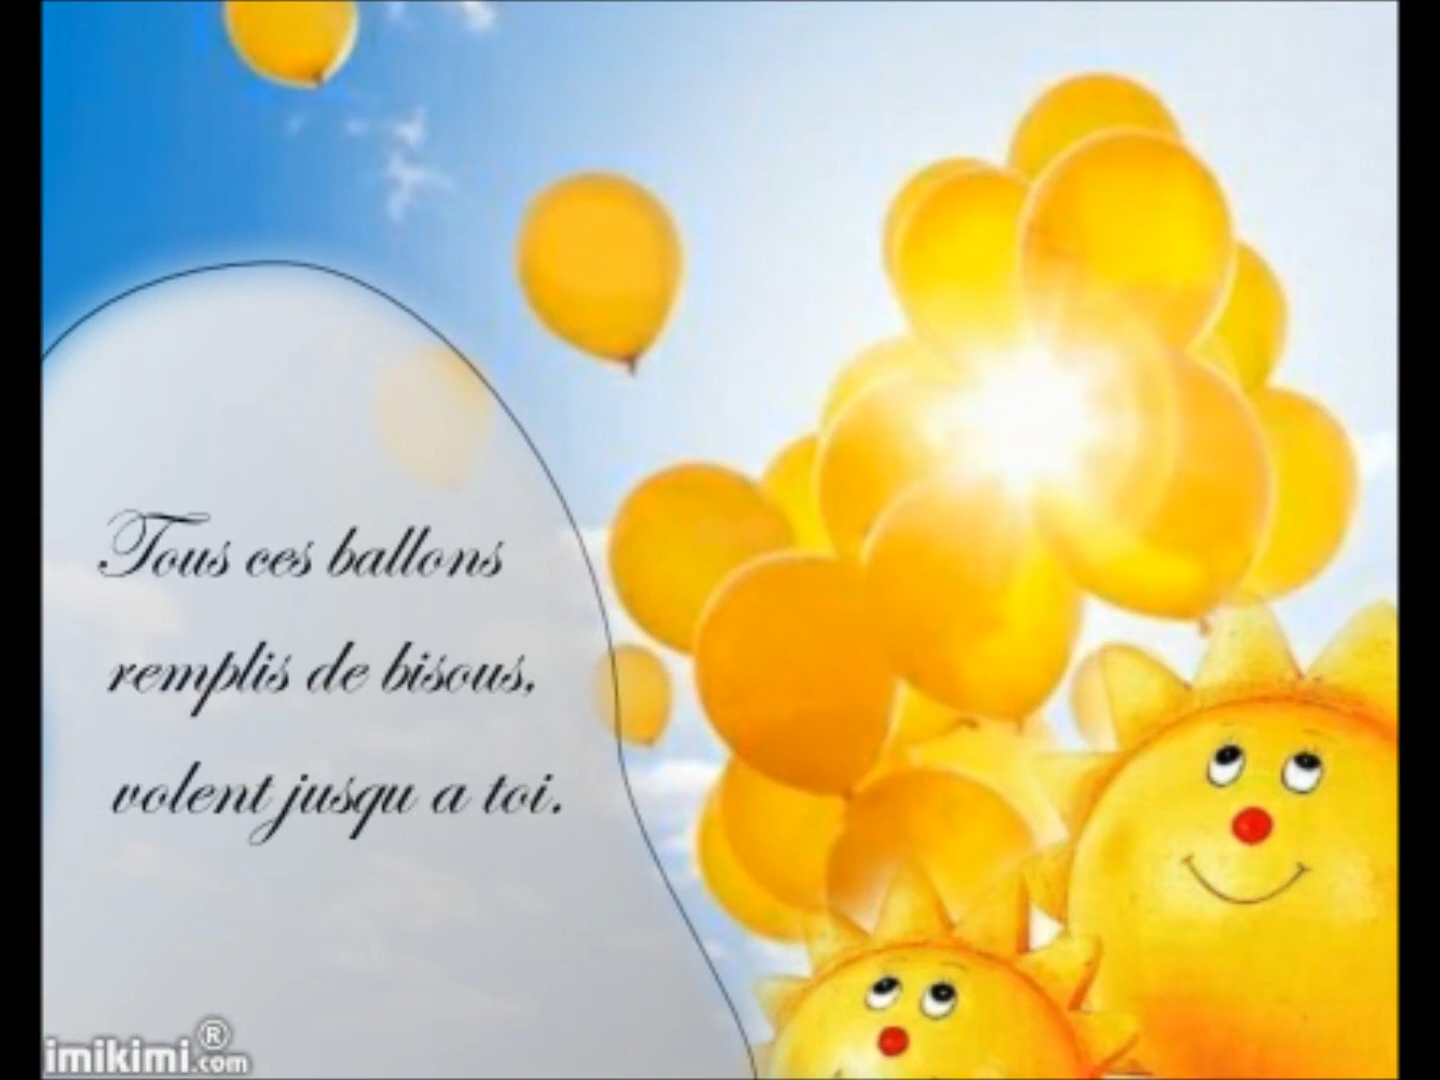 Tous ces ballons
remplis de bisous,
volent jusqu a toi.
imikimi.com®